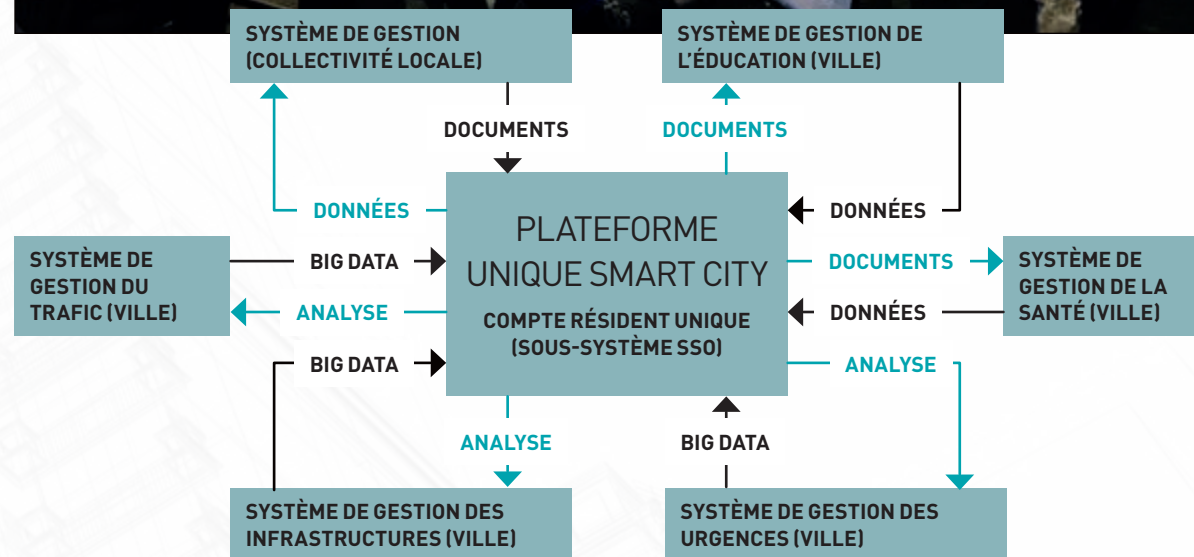 SYSTÈME DE GESTION
(COLLECTIVITÉ LOCALE)
SYSTÈME DE GESTION DE
L’ÉDUCATION (VILLE)
DOCUMENTS
DOCUMENTS
DONNÉES
DONNÉES
PLATEFORME
UNIQUE SMART CITY
COMPTE RÉSIDENT UNIQUE
(SOUS-SYSTÈME SSO)
SYSTÈME DE
GESTION DU
TRAFIC (VILLE)
BIG DATA
ANALYSE
BIG DATA
DOCUMENTS
DONNÉES
ANALYSE
SYSTÈME DE
GESTION DE LA
SANTÉ (VILLE)
ANALYSE
BIG DATA
SYSTÈME DE GESTION DES
INFRASTRUCTURES (VILLE)
SYSTÈME DE GESTION DES
URGENCES (VILLE)